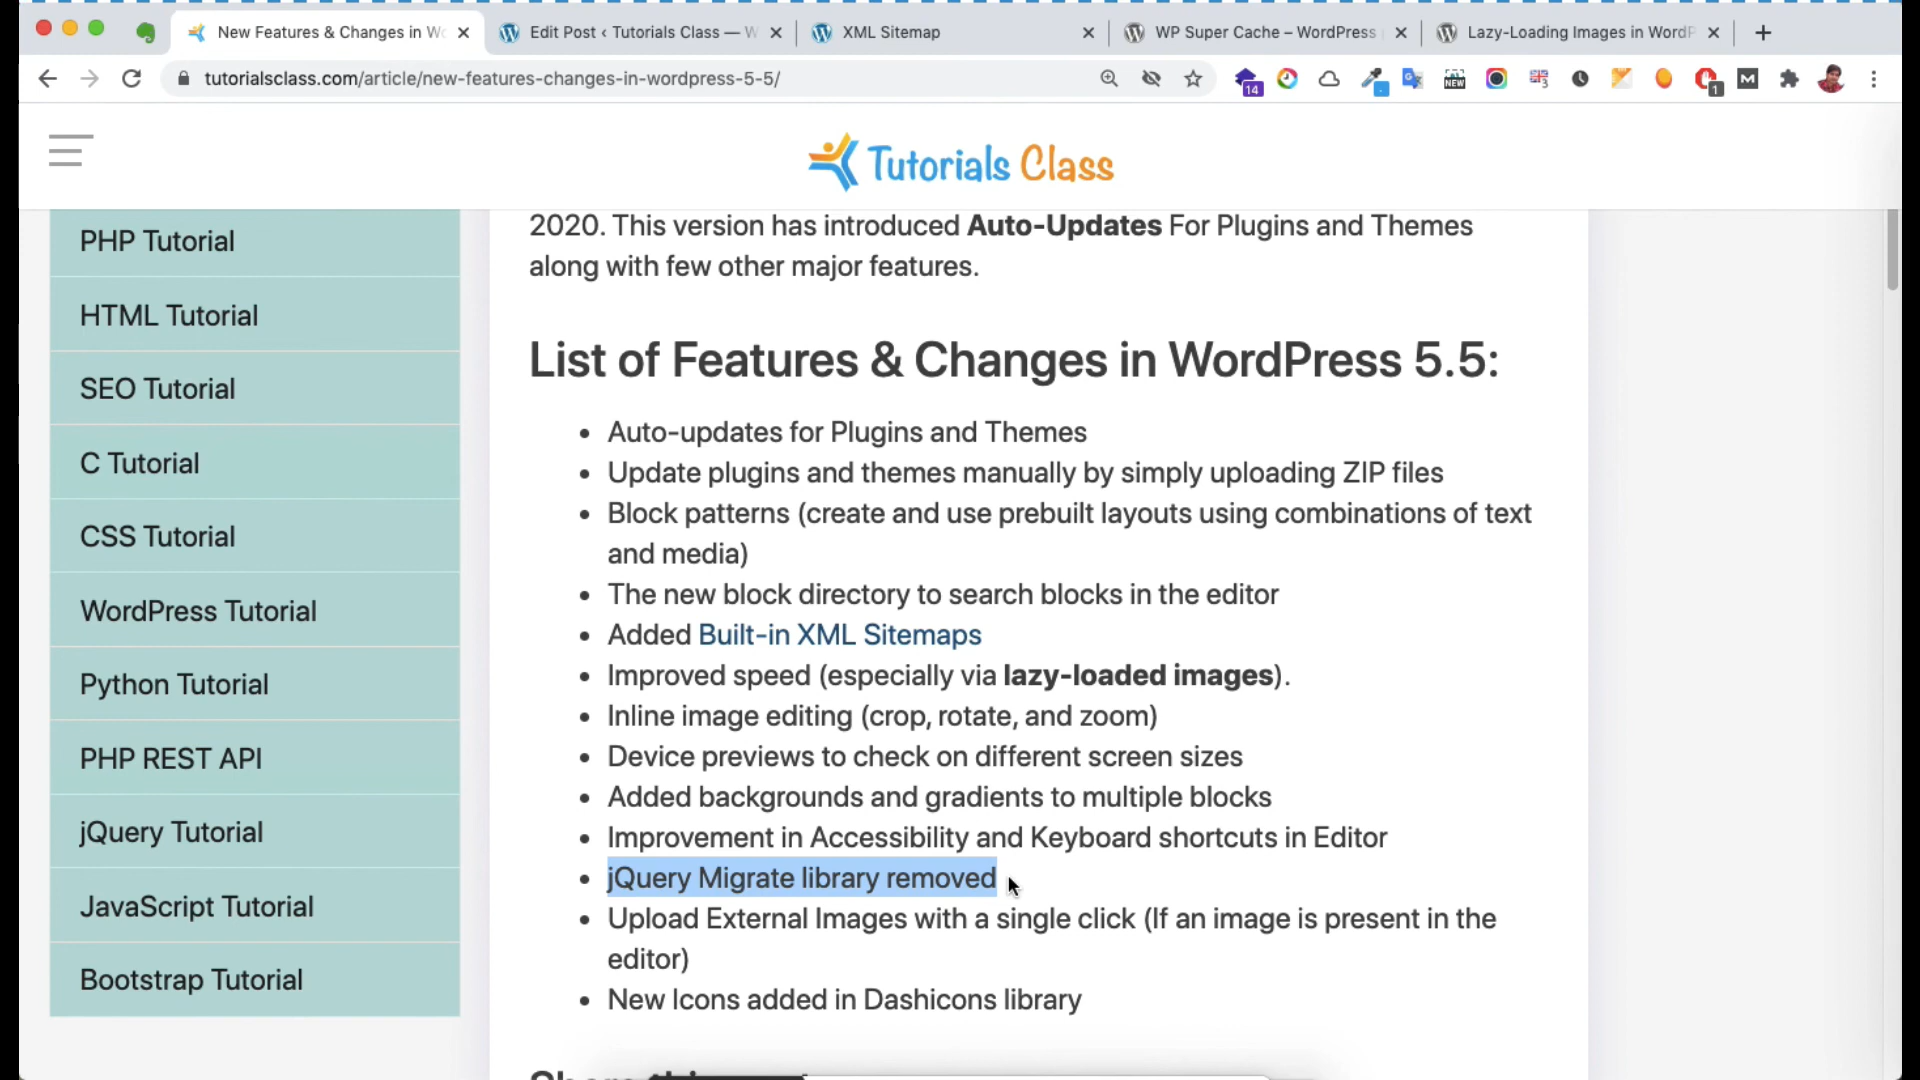 New Features & Changes in Wo
Edit Post ‹ Tutorials Class — W
XML Sitemap
WP Super Cache – WordPress
Lazy-Loading Images in WordP
tutorialsclass.com/article/new-features-changes-in-wordpress-5-5/
14
NEW
3
1
M
Tutorials Class
PHP Tutorial
HTML Tutorial
SEO Tutorial
C Tutorial
CSS Tutorial
WordPress Tutorial
Python Tutorial
PHP REST API
jQuery Tutorial
JavaScript Tutorial
Bootstrap Tutorial
2020. This version has introduced Auto-Updates For Plugins and Themes
along with few other major features.
List of Features & Changes in WordPress 5.5:
• Auto-updates for Plugins and Themes
• Update plugins and themes manually by simply uploading ZIP files
• Block patterns (create and use prebuilt layouts using combinations of text
and media)
• The new block directory to search blocks in the editor
• Added Built-in XML Sitemaps
• Improved speed (especially via lazy-loaded images).
• Inline image editing (crop, rotate, and zoom)
• Device previews to check on different screen sizes
• Added backgrounds and gradients to multiple blocks
• Improvement in Accessibility and Keyboard shortcuts in Editor
• jQuery Migrate library removed
• Upload External Images with a single click (If an image is present in the
editor)
• New Icons added in Dashicons library